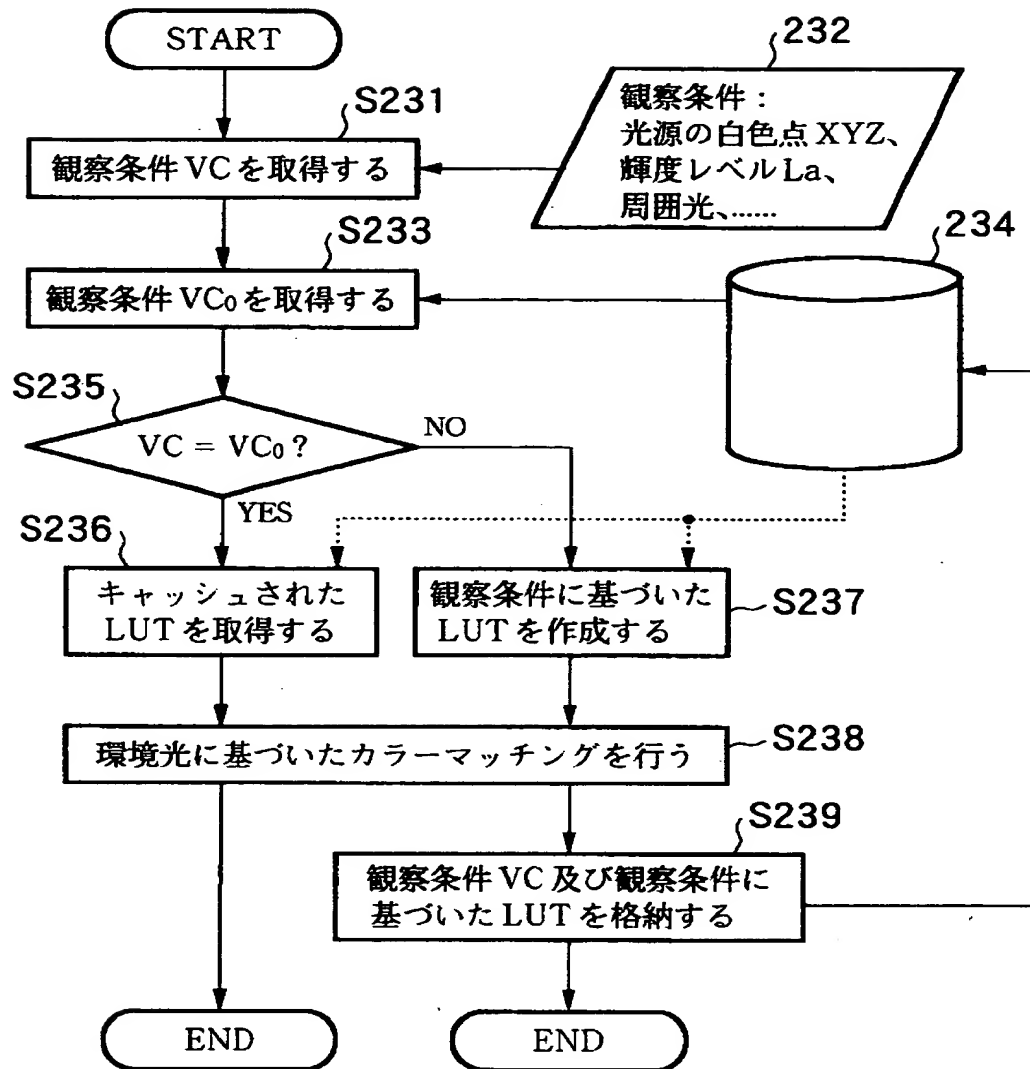 START
232
観察条件：
光源の白色点XYZ、
輝度レベルLa、
周囲光、......
S231
観察条件VCを取得する
S233
観察条件VC₀を取得する
234
S235
VC = VC₀ ?
NO
YES
S236
キャッシュされた
LUTを取得する
観察条件に基づいた
LUTを作成する
S237
環境光に基づいたカラーマッチングを行う
S238
S239
観察条件VC及び観察条件に
基づいたLUTを格納する
END
END